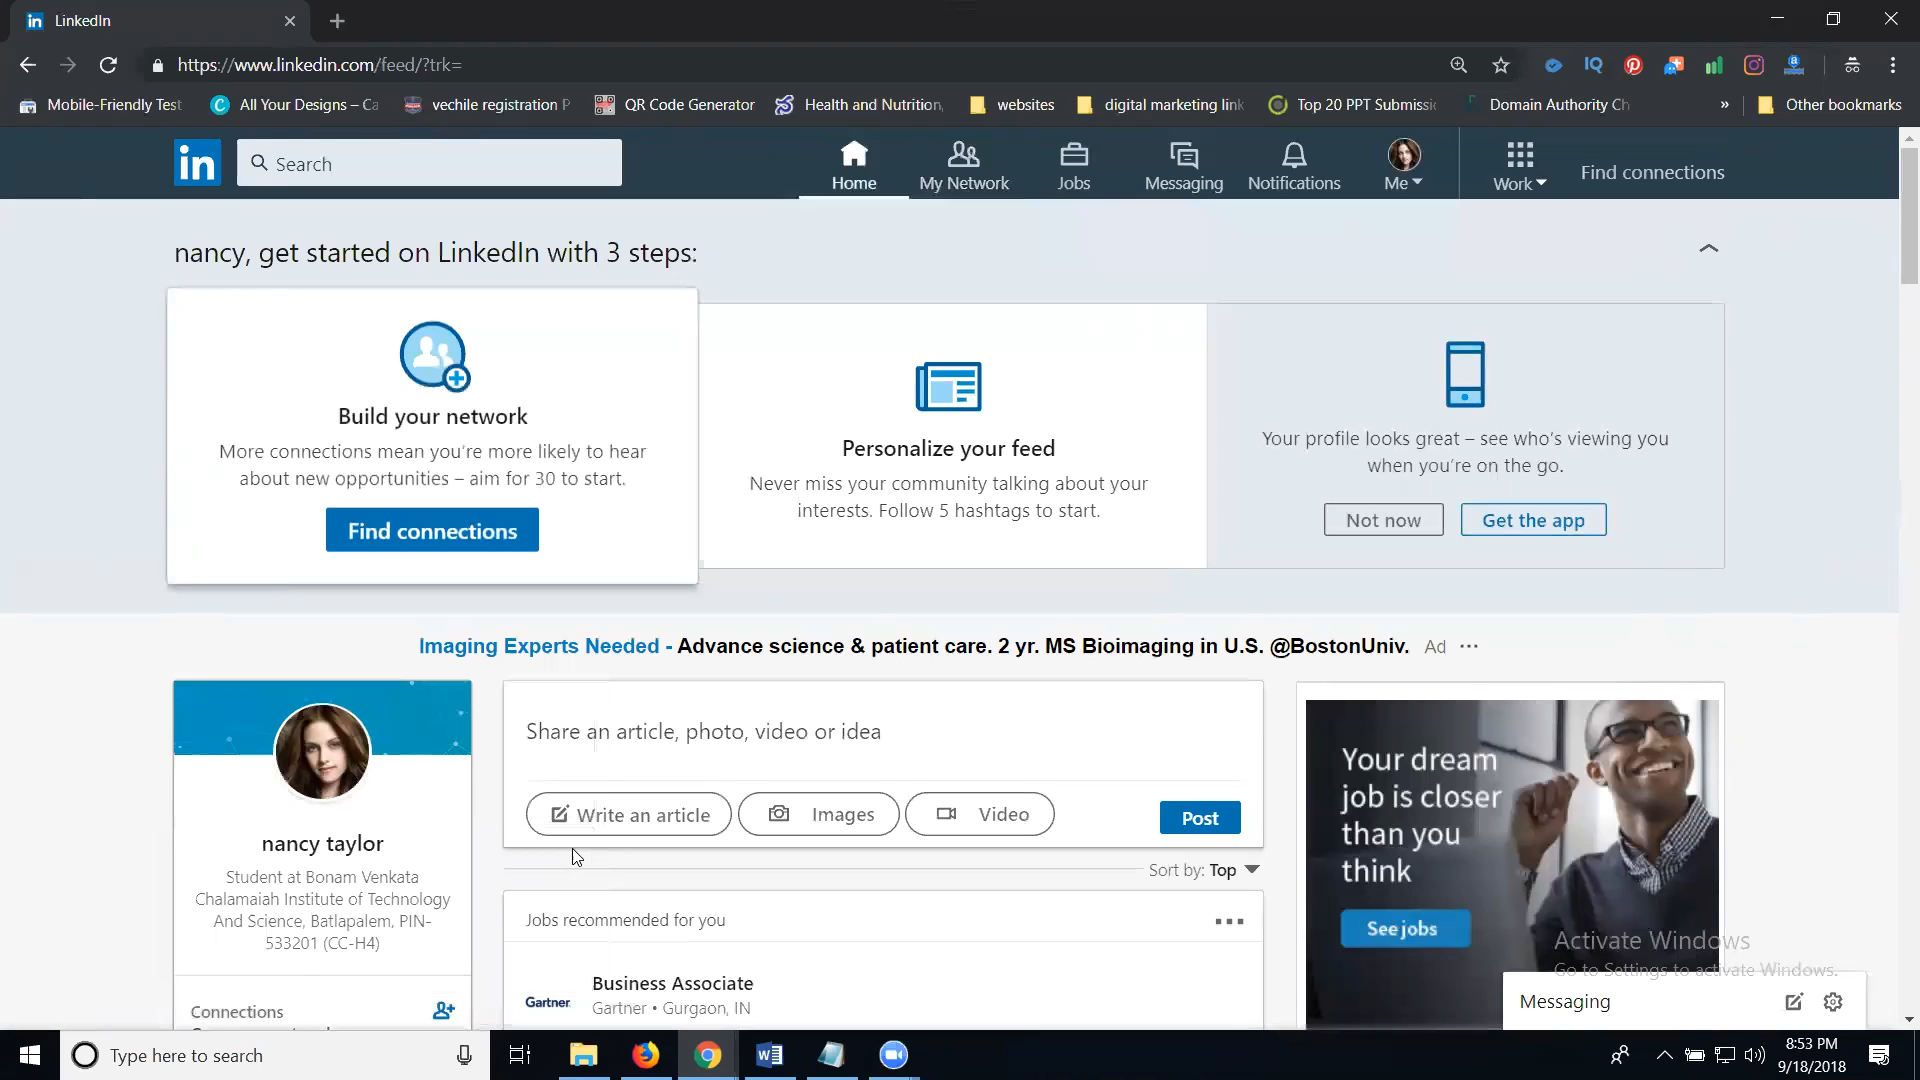 LinkedIn
https://www.linkedin.com/feed/?trk=
Mobile-Friendly Test
All Your Designs – Ca
vechile registration P
QR Code Generator
Health and Nutrition,
websites
digital marketing link
Top 20 PPT Submissic
Domain Authority Ch
»
Other bookmarks
in
Search
Home
My Network
Jobs
Messaging
Notifications
Me
Work
Find connections
nancy, get started on LinkedIn with 3 steps:
Build your network
More connections mean you're more likely to hear
about new opportunities – aim for 30 to start.
Find connections
Personalize your feed
Never miss your community talking about your
interests. Follow 5 hashtags to start.
Your profile looks great – see who's viewing you
when you're on the go.
Not now
Get the app
Imaging Experts Needed - Advance science & patient care. 2 yr. MS Bioimaging in U.S. @BostonUniv. Ad
nancy taylor
Student at Bonam Venkata
Chalamaiah Institute of Technology
And Science, Batlapalem, PIN-
533201 (CC-H4)
Connections
Share an article, photo, video or idea
Write an article
Images
Video
Post
Sort by: Top
Jobs recommended for you
Business Associate
Gartner
Gartner • Gurgaon, IN
Your dream
job is closer
than you
think
See jobs
Activate Windows
Go to Settings to activate Windows.
Messaging
Type here to search
8:53 PM
9/18/2018